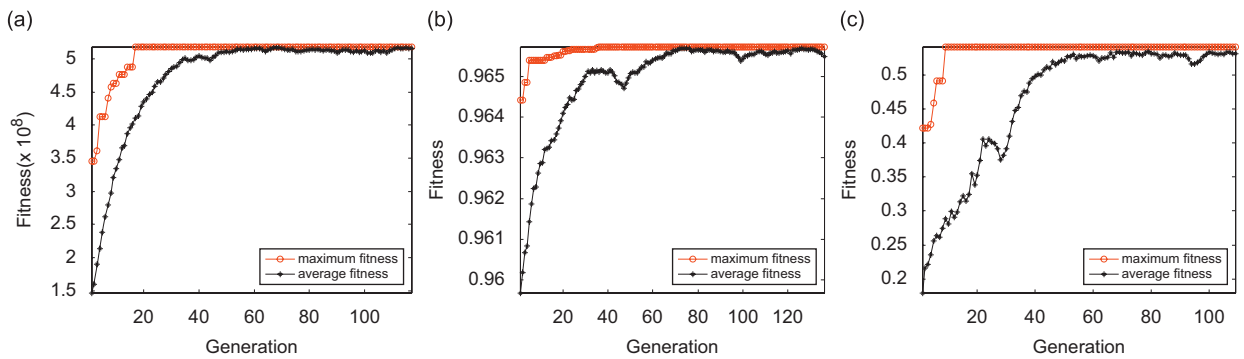 (a)
Fitness(x 10⁸)
5
4.5
4
3.5
3
2.5
2
1.5
20
40
60
80
100
Generation
maximum fitness
average fitness
(b)
Fitness
0.965
0.964
0.963
0.962
0.961
0.96
20
40
60
80
100
120
Generation
maximum fitness
average fitness
(c)
Fitness
0.5
0.45
0.4
0.35
0.3
0.25
0.2
20
40
60
80
100
Generation
maximum fitness
average fitness